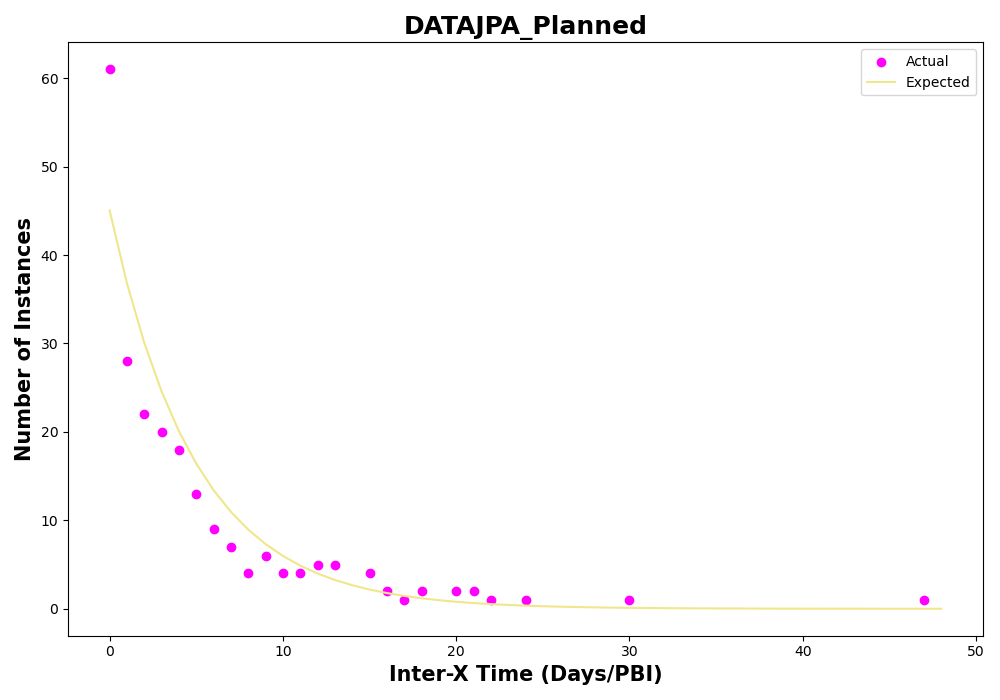 DATAJPA_Planned
Actual
Expected
Number of Instances
60
50
40
30
20
10
0
0 10 20 30 40 50
Inter-X Time (Days/PBI)